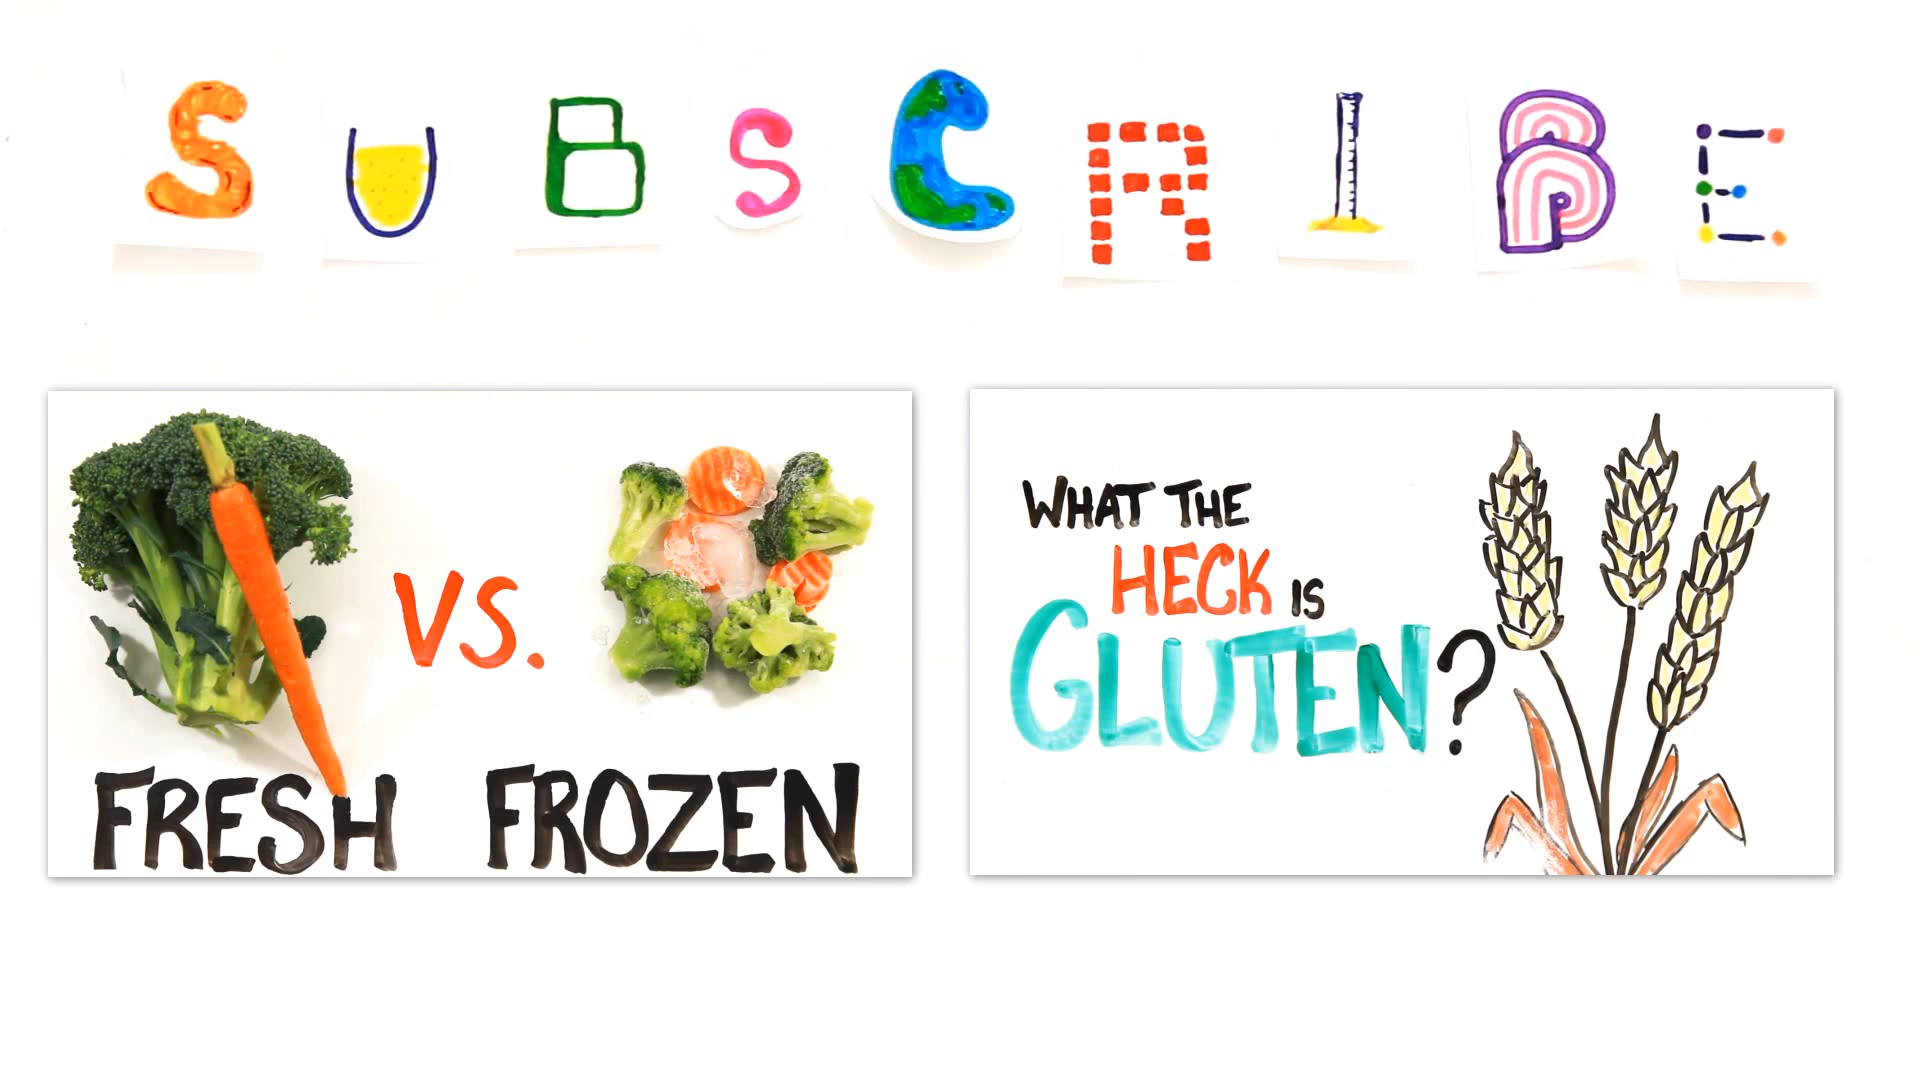 SUBSCRIBE
VS.
FRESH FROZEN
WHAT THE
HECK IS
GLUTEN?